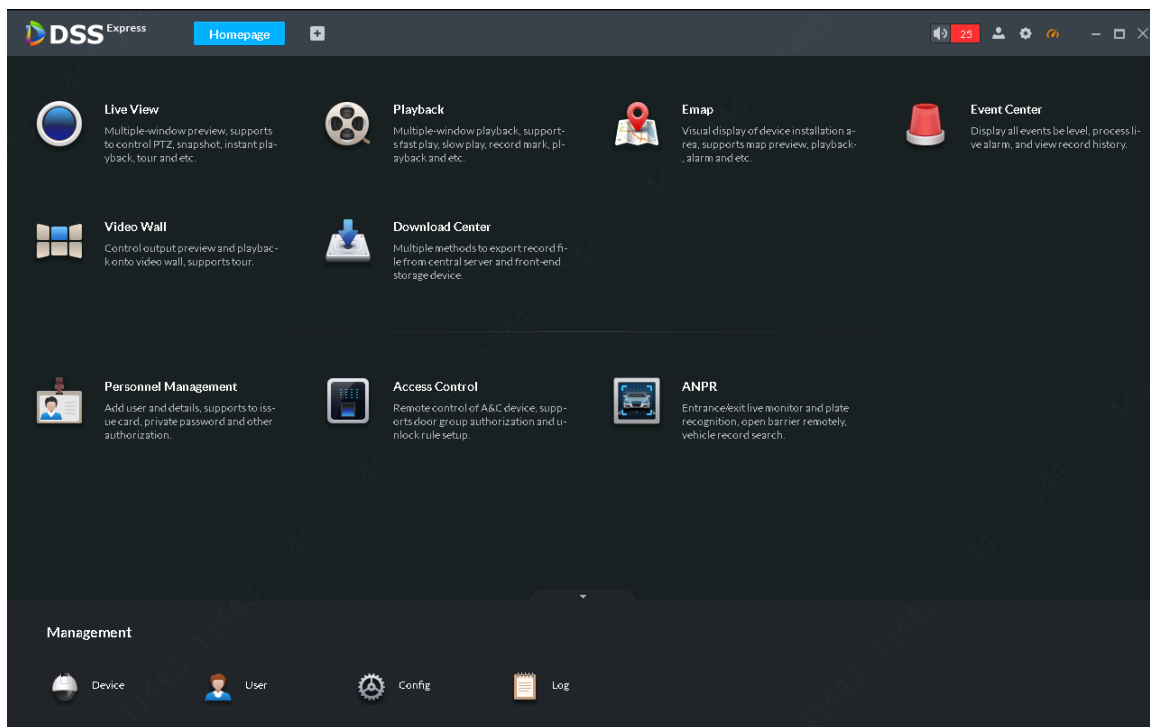 DSS Express
Homepage
25
Live View
Multiple-window preview, supports
to control PTZ, snapshot, instant pla-
yback, tour and etc.
Playback
Multiple-window playback, support-
s fast play, slow play, record mark, pl-
ayback and etc.
Emap
Visual display of device installation a-
rea, supports map preview, playback-
, alarm and etc.
Event Center
Display all events be level, process li-
ve alarm, and view record history.
Video Wall
Control output preview and playbac-
k onto video wall, supports tour.
Download Center
Multiple methods to export record fi-
le from central server and front-end
storage device.
Personnel Management
Add user and details, supports to iss-
ue card, private password and other
authorization.
Access Control
Remote control of A&C device, supp-
orts door group authorization and u-
nlock rule setup.
ANPR
Entrance/exit live monitor and plate
recognition, open barrier remotely,
vehicle record search.
Management
Device
User
Config
Log